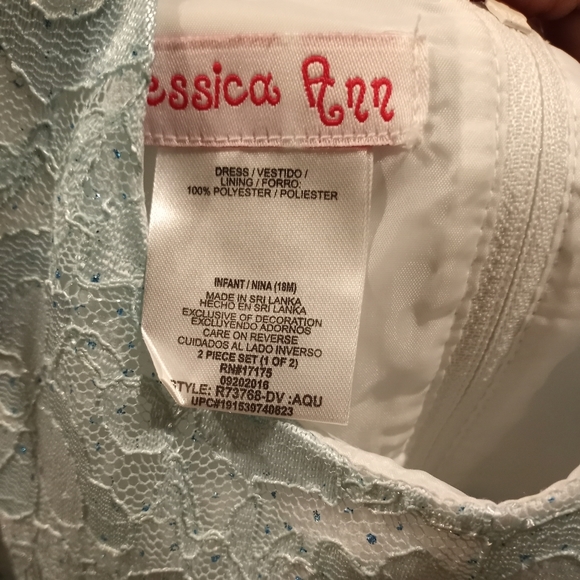 essica Ann
DRESS / VESTIDO /
LINING / FORRO:
100% POLYESTER / POLIESTER
INFANT / NINA (18M)
MADE IN SRI LANKA
HECHO EN SRI LANKA
EXCLUSIVE OF DECORATION
EXCLUYENDO ADORNOS
CARE ON REVERSE
CUIDADOS AL LADO INVERSO
2 PIECE SET (1 OF 2)
RN#17175
09202016
STYLE: R73768-DV :AQU
UPC#191539740823